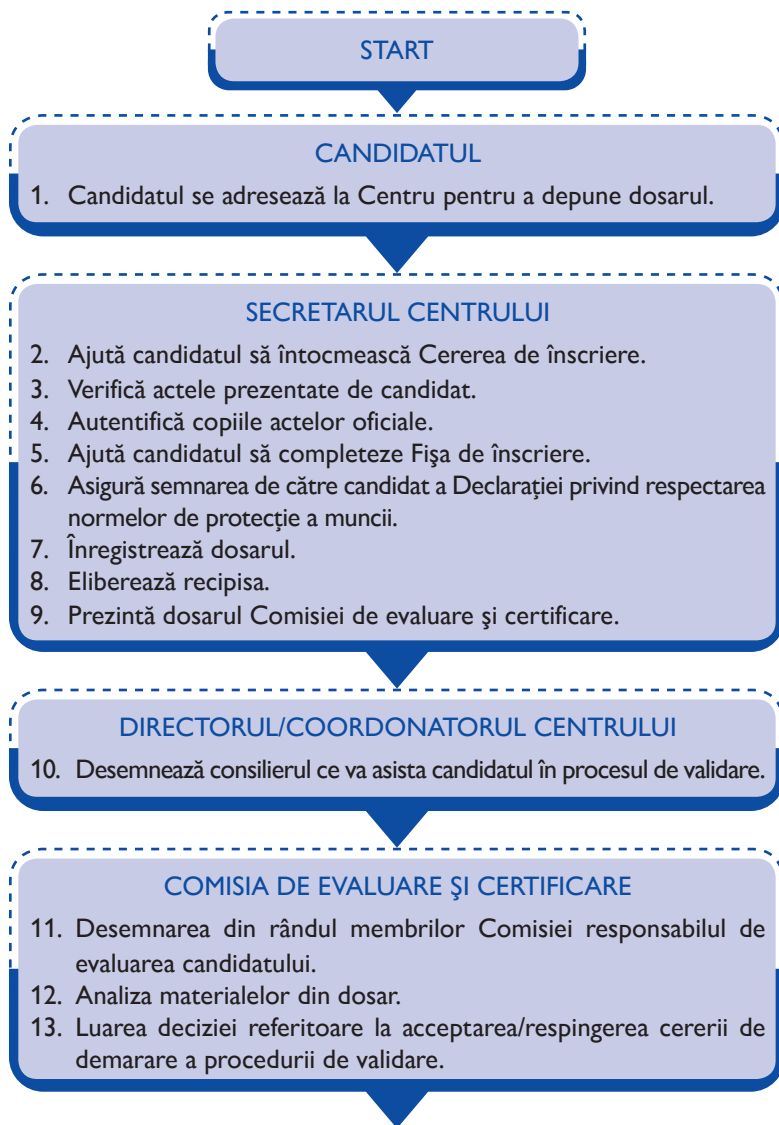 START
CANDIDATUL
1. Candidatul se adresează la Centru pentru a depune dosarul.
SECRETARUL CENTRULUI
2. Ajută candidatul să întocmească Cererea de înscriere.
3. Verifică actele prezentate de candidat.
4. Autentifică copiile actelor oficiale.
5. Ajută candidatul să completeze Fişa de înscriere.
6. Asigură semnarea de către candidat a Declaraţiei privind respectarea
normelor de protecţie a muncii.
7. Înregistrează dosarul.
8. Eliberează recipisa.
9. Prezintă dosarul Comisiei de evaluare şi certificare.
DIRECTORUL/COORDONATORUL CENTRULUI
10. Desemnează consilierul ce va asista candidatul în procesul de validare.
COMISIA DE EVALUARE ŞI CERTIFICARE
11. Desemnarea din rândul membrilor Comisiei responsabilul de
evaluarea candidatului.
12. Analiza materialelor din dosar.
13. Luarea deciziei referitoare la acceptarea/respingerea cererii de
demarare a procedurii de validare.